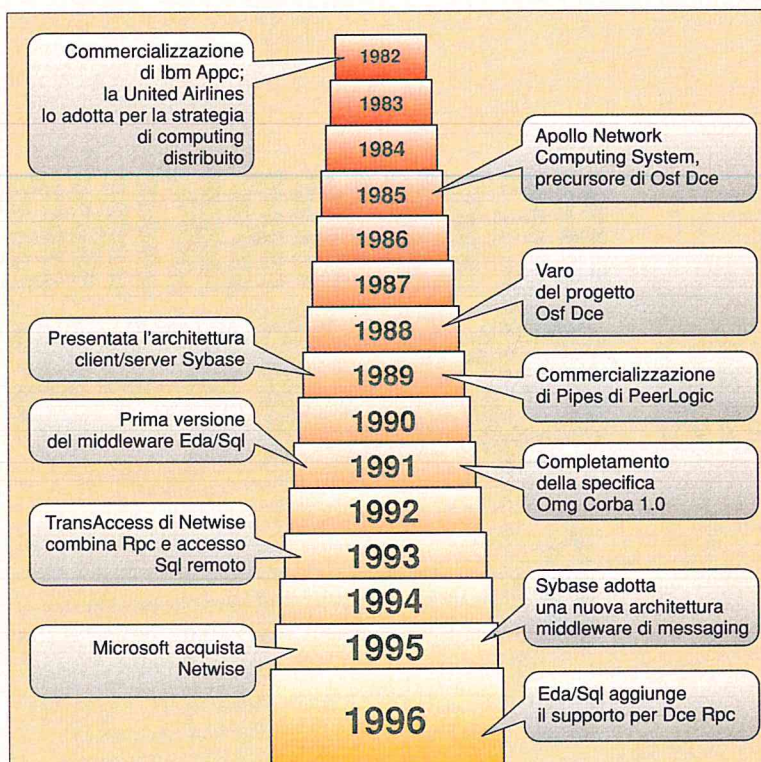 Commercializzazione
di Ibm Appc;
la United Airlines
lo adotta per la strategia
di computing
distribuito
1982
1983
1984
Apollo Network
Computing System,
precursore di Osf Dce
1985
1986
1987
Varo
del progetto
Osf Dce
1988
Presentata l'architettura
client/server Sybase
1989
Commercializzazione
di Pipes di PeerLogic
1990
Prima versione
del middleware Eda/Sql
1991
Completamento
della specifica
Omg Corba 1.0
1992
TransAccess di Netwise
combina Rpc e accesso
Sql remoto
1993
1994
Sybase adotta
una nuova architettura
middleware di messaging
1995
Microsoft acquista
Netwise
1996
Eda/Sql aggiunge
il supporto per Dce Rpc